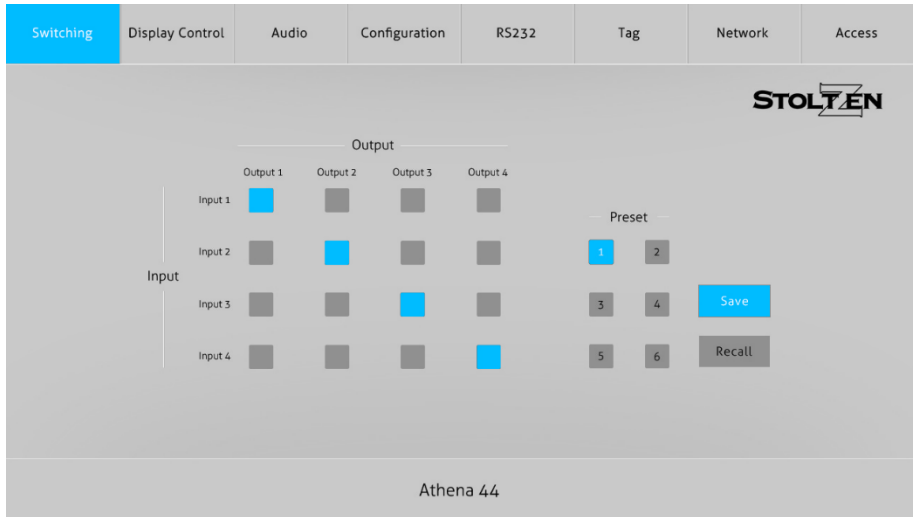 Switching Display Control Audio Configuration RS232 Tag Network Access
STOLTZEN
Output
Output 1 Output 2 Output 3 Output 4
Input 1
Preset
Input 2 1 2
Input
Input 3 3 4 Save
Input 4 5 6 Recall
Athena 44